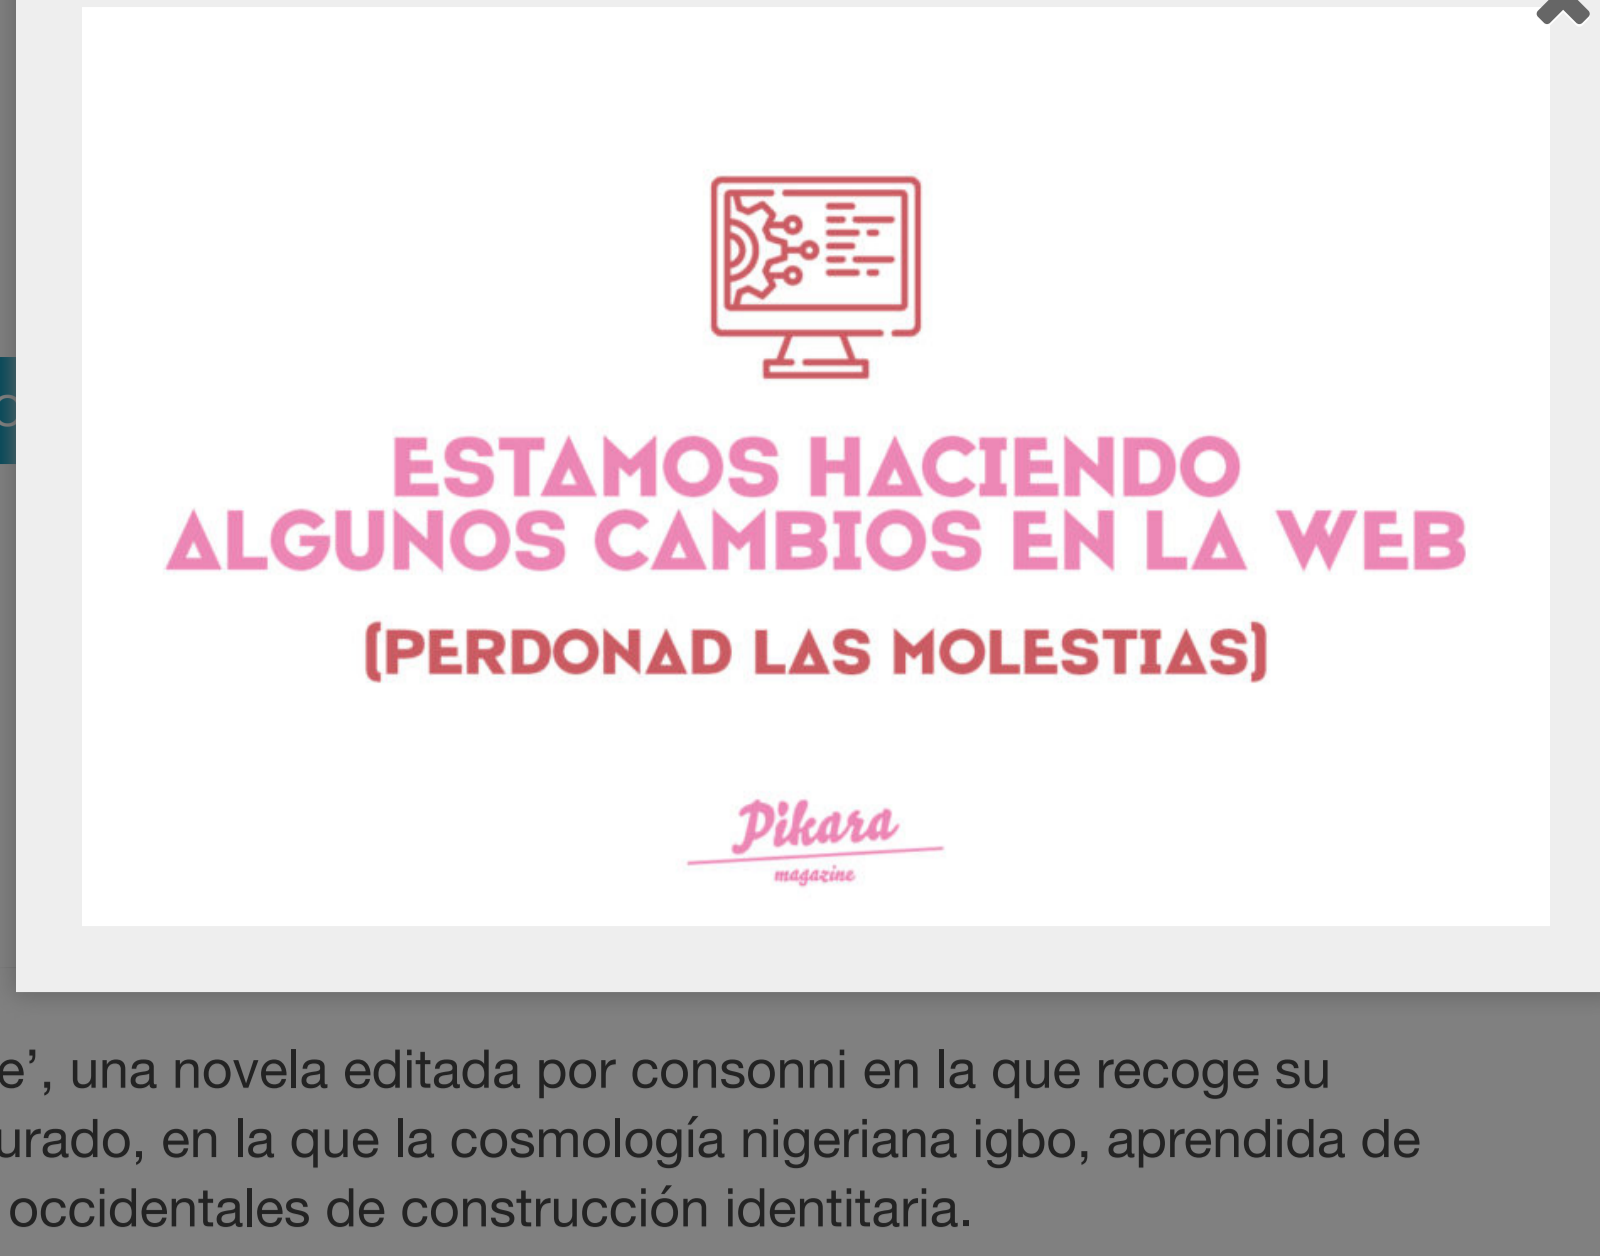 ESTAMOS HACIENDO
ALGUNOS CAMBIOS EN LA WEB
(PERDONAD LAS MOLESTIAS)
Pikara
magazine
e’, una novela editada por consonni en la que recoge su
urado, en la que la cosmología nigeriana igbo, aprendida de
occidentales de construcción identitaria.